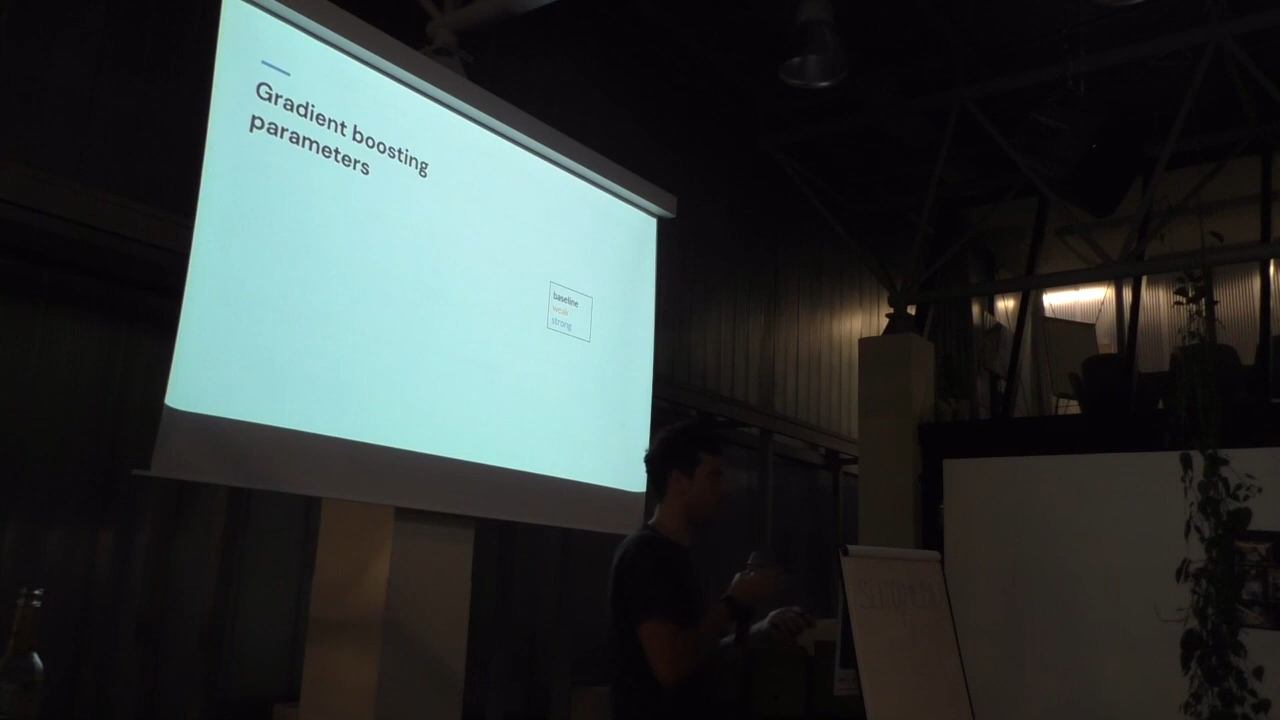 Gradient boosting
parameters
baseline
weak
strong